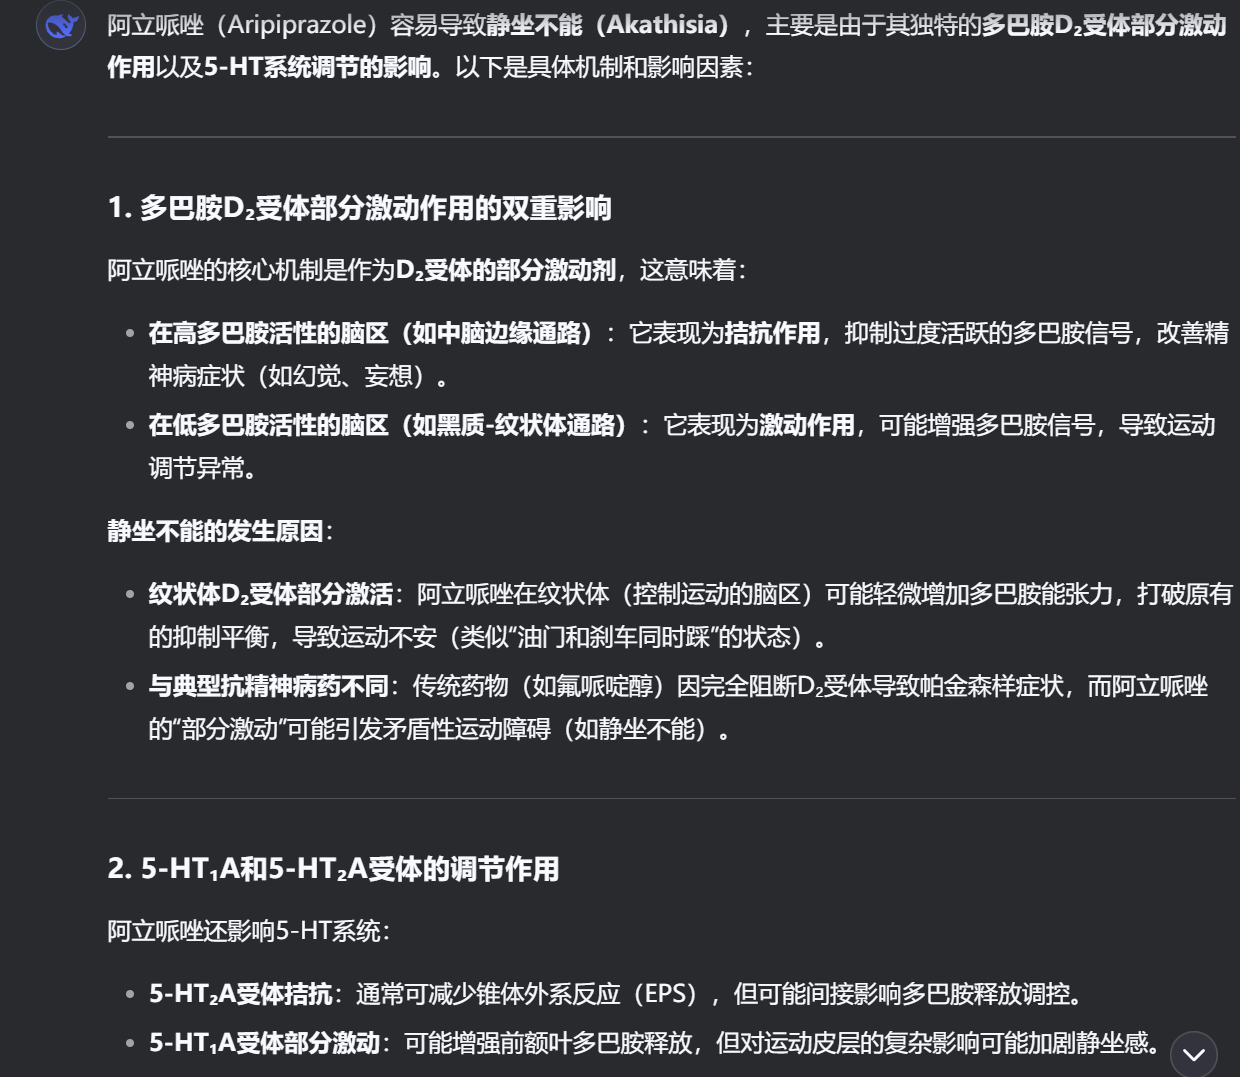 阿立哌唑（Aripiprazole）容易导致静坐不能（Akathisia），主要是由于其独特的多巴胺D₂受体部分激动
作用以及5-HT系统调节的影响。以下是具体机制和影响因素：
1. 多巴胺D₂受体部分激动作用的双重影响
阿立哌唑的核心机制是作为D₂受体的部分激动剂，这意味着：
• 在高多巴胺活性的脑区（如中脑边缘通路）：它表现为拮抗作用，抑制过度活跃的多巴胺信号，改善精
神病症状（如幻觉、妄想）。
• 在低多巴胺活性的脑区（如黑质-纹状体通路）：它表现为激动作用，可能增强多巴胺信号，导致运动
调节异常。
静坐不能的发生原因：
• 纹状体D₂受体部分激活：阿立哌唑在纹状体（控制运动的脑区）可能轻微增加多巴胺能张力，打破原有
的抑制平衡，导致运动不安（类似“油门和刹车同时踩”的状态）。
• 与典型抗精神病药不同：传统药物（如氟哌啶醇）因完全阻断D₂受体导致帕金森样症状，而阿立哌唑
的“部分激动”可能引发矛盾性运动障碍（如静坐不能）。
2. 5-HT₁A和5-HT₂A受体的调节作用
阿立哌唑还影响5-HT系统：
• 5-HT₂A受体拮抗：通常可减少锥体外系反应（EPS），但可能间接影响多巴胺释放调控。
• 5-HT₁A受体部分激动：可能增强前额叶多巴胺释放，但对运动皮层的复杂影响可能加剧静坐感。